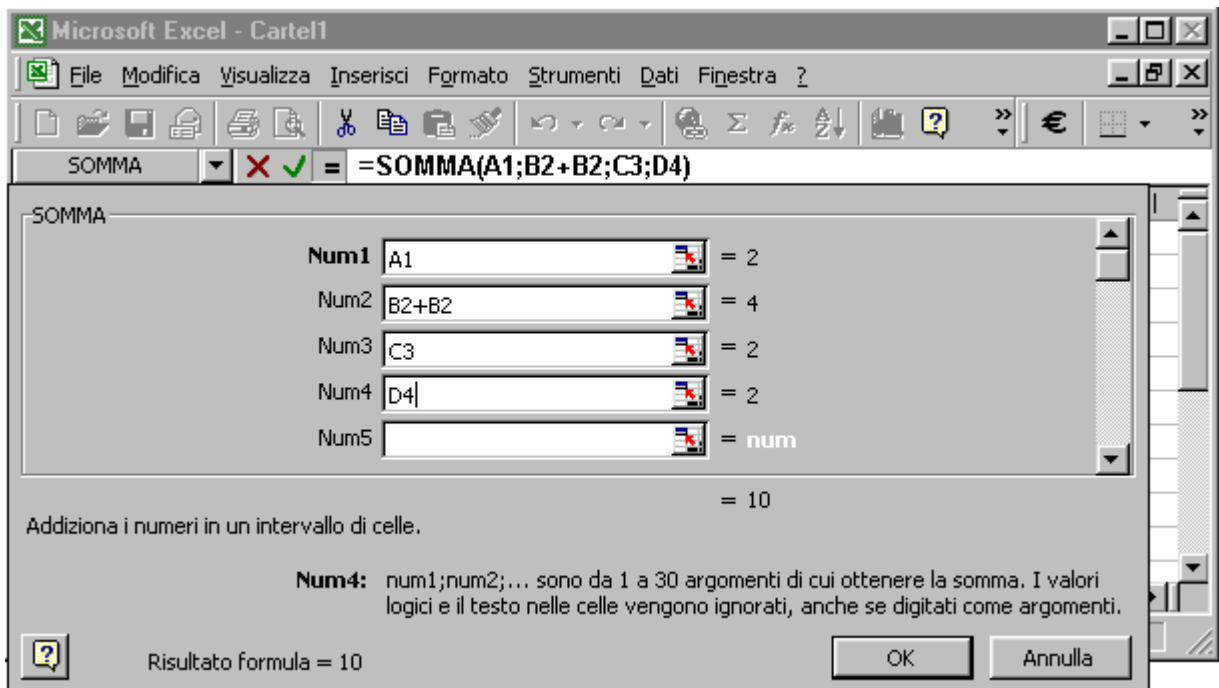 Microsoft Excel - Cartel1
File Modifica Visualizza Inserisci Formato Strumenti Dati Finestra ?
SOMMA = =SOMMA(A1;B2+B2;C3;D4)
SOMMA
Num1 A1 = 2
Num2 B2+B2 = 4
Num3 C3 = 2
Num4 D4 = 2
Num5 = num
= 10
Addiziona i numeri in un intervallo di celle.
Num4: num1;num2;... sono da 1 a 30 argomenti di cui ottenere la somma. I valori
logici e il testo nelle celle vengono ignorati, anche se digitati come argomenti.
Risultato formula = 10
OK
Annulla